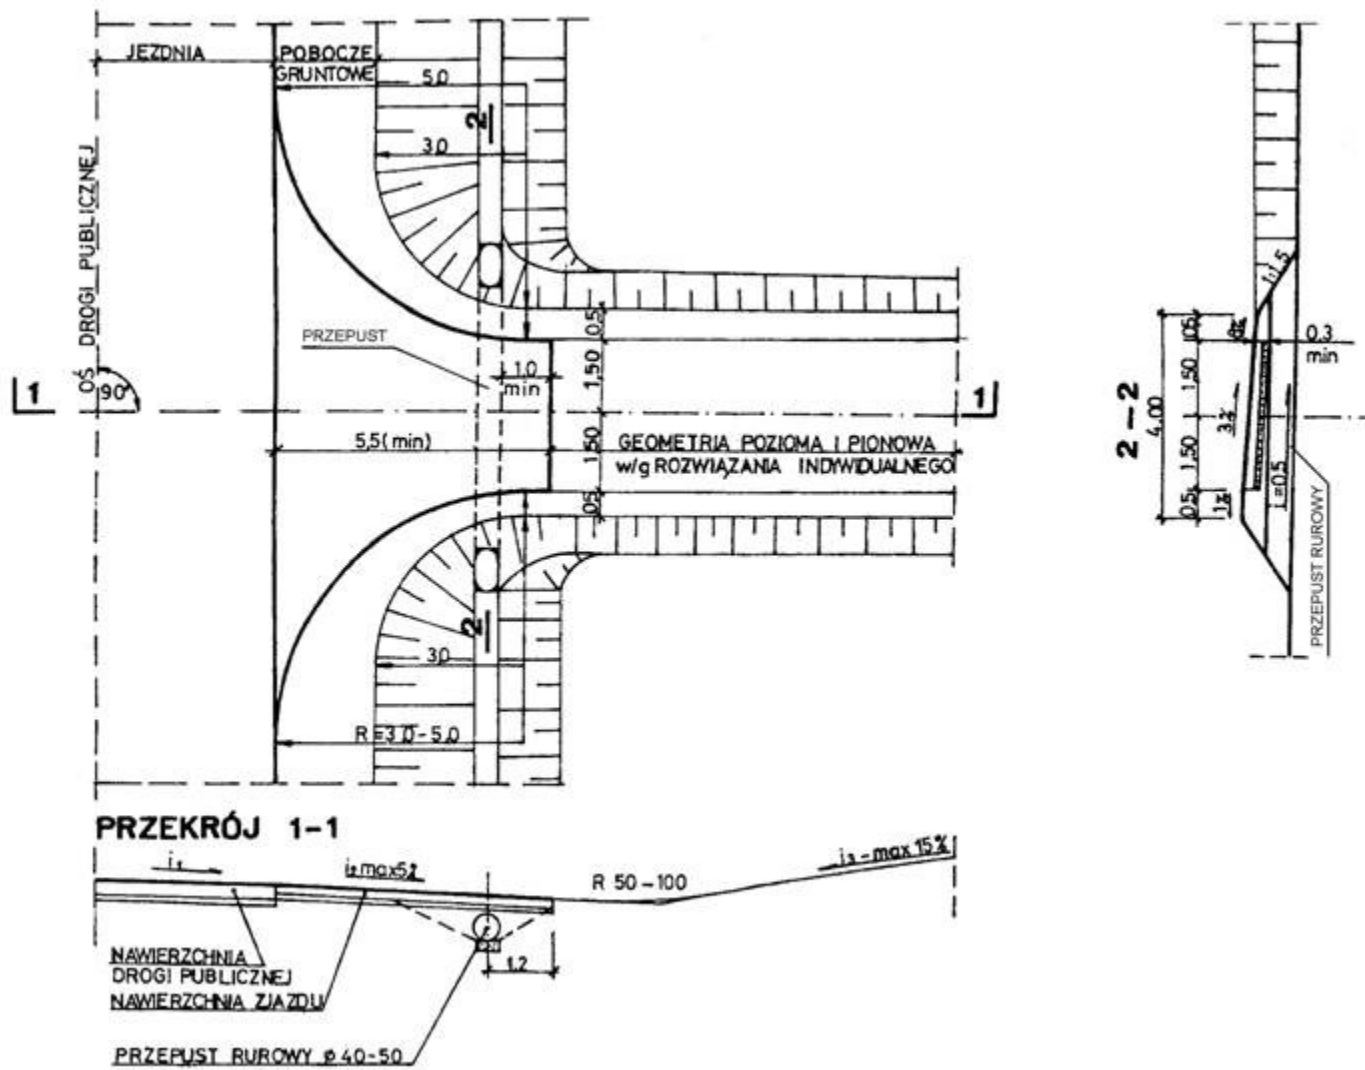 JEZDNIA
POBOCZE
GRUNTOWE
5,0
OŚ DROGI PUBLICZNEJ
2
3,0
PRZEPUST
0,5
1,50
1,0
min
1
90°
1
5,5(min)
1,50
GEOMETRIA POZIOMA I PIONOWA
w/g ROZWIĄZANIA INDYWIDUALNEGO
0,5
2
3,0
R=3,0-5,0
1:1,5
0,3
min
2-2
4,00
0,5
1,50
1,50
0,5
3%
i=0,5
PRZEPUST RUROWY
PRZEKRÓJ 1-1
i₁
i₂ max5%
R 50-100
i₃-max 15%
NAWIERZCHNIA
DROGI PUBLICZNEJ
NAWIERZCHNIA ZJAZDU
1,2
PRZEPUST RUROWY Ø 40-50